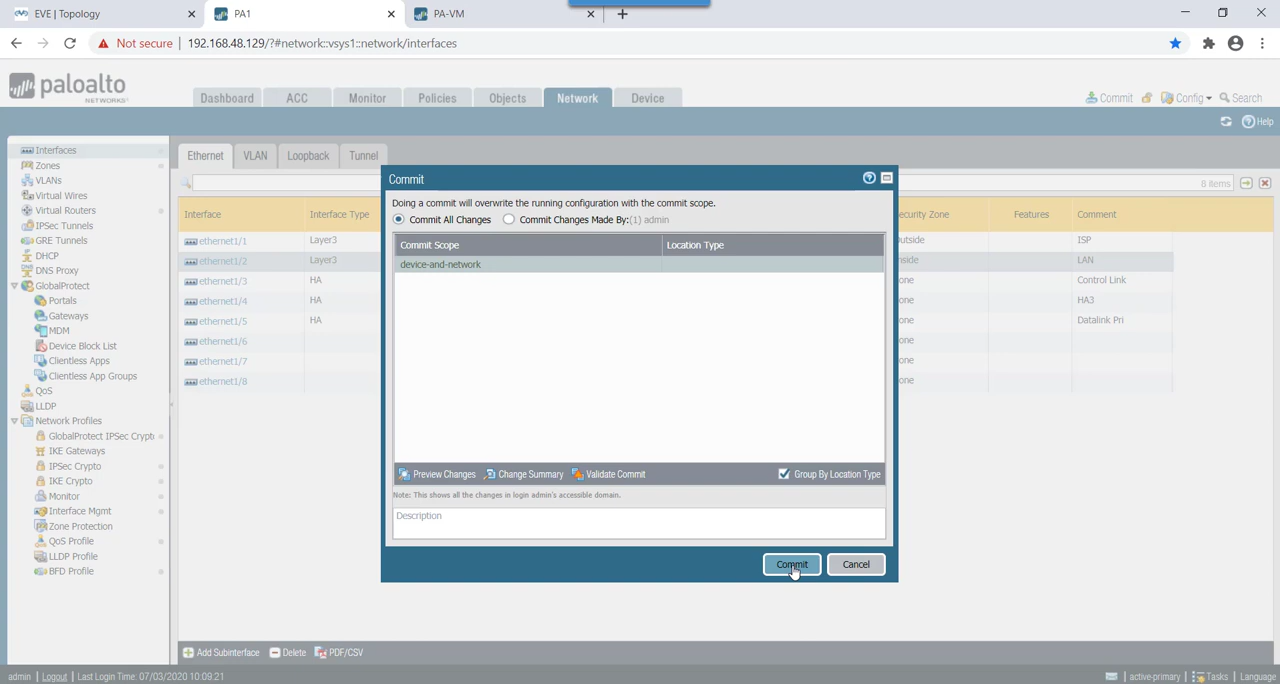 EVE | Topology
PA1
PA-VM
Not secure | 192.168.48.129/?#network::vsys1::network/interfaces
paloalto
NETWORKS
Dashboard
ACC
Monitor
Policies
Objects
Network
Device
Commit
Config
Search
Help
Interfaces
Zones
VLANs
Virtual Wires
Virtual Routers
IPSec Tunnels
GRE Tunnels
DHCP
DNS Proxy
GlobalProtect
Portals
Gateways
MDM
Device Block List
Clientless Apps
Clientless App Groups
QoS
LLDP
Network Profiles
GlobalProtect IPSec Crypto
IKE Gateways
IPSec Crypto
IKE Crypto
Monitor
Interface Mgmt
Zone Protection
QoS Profile
LLDP Profile
BFD Profile
Ethernet
VLAN
Loopback
Tunnel
8 items
Interface
Interface Type
ecurity Zone
Features
Comment
ethernet1/1
Layer3
utside
ISP
ethernet1/2
Layer3
nside
LAN
ethernet1/3
HA
one
Control Link
ethernet1/4
HA
one
HA3
ethernet1/5
HA
one
Datalink Pri
ethernet1/6
one
ethernet1/7
one
ethernet1/8
one
Commit
Doing a commit will overwrite the running configuration with the commit scope.
Commit All Changes
Commit Changes Made By:(1) admin
Commit Scope
Location Type
device-and-network
Preview Changes
Change Summary
Validate Commit
Group By Location Type
Note: This shows all the changes in login admin's accessible domain.
Description
Commit
Cancel
Add Subinterface
Delete
PDF/CSV
admin | Logout | Last Login Time: 07/03/2020 10:09:21
active-primary
Tasks
Language